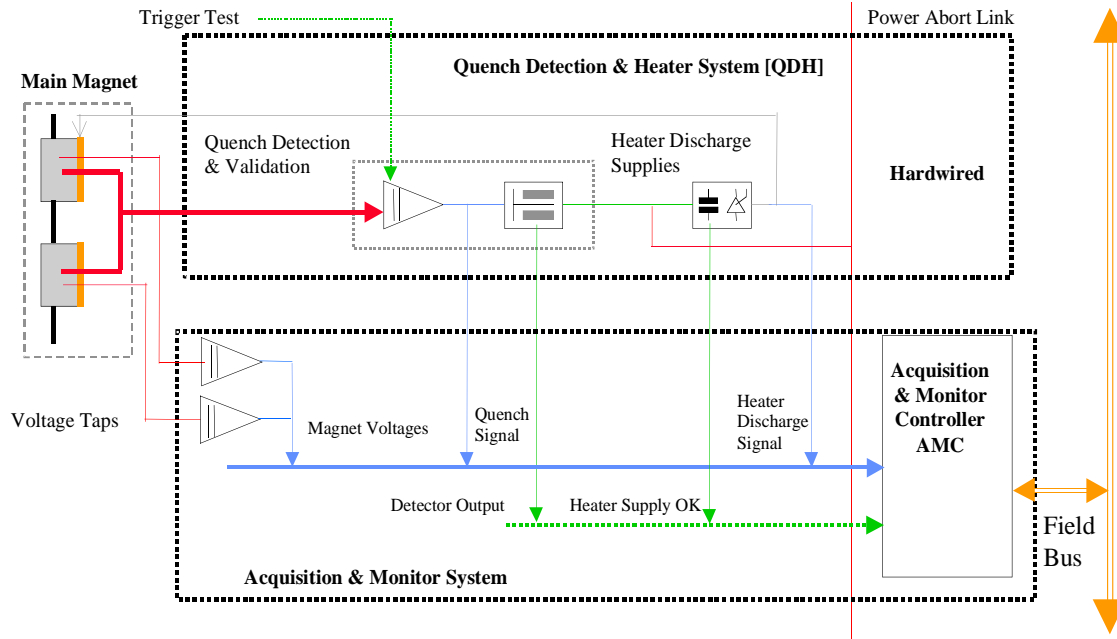 Trigger Test
Power Abort Link
Main Magnet
Quench Detection & Heater System [QDH]
Quench Detection
& Validation
Heater Discharge
Supplies
Hardwired
Voltage Taps
Magnet Voltages
Quench
Signal
Heater
Discharge
Signal
Acquisition
& Monitor
Controller
AMC
Detector Output
Heater Supply OK
Field
Bus
Acquisition & Monitor System